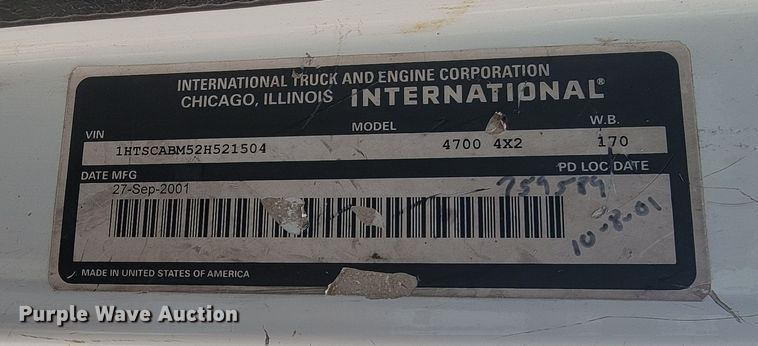 INTERNATIONAL TRUCK AND ENGINE CORPORATION
CHICAGO, ILLINOIS INTERNATIONAL®
VIN MODEL W.B.
1HTSCABM52H521504 4700 4X2 170
DATE MFG PD LOC DATE
27-Sep-2001 759589
10-8-01
MADE IN UNITED STATES OF AMERICA
Purple Wave Auction